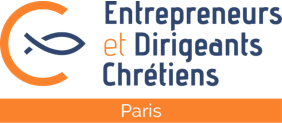 Entrepreneurs
et Dirigeants
Chrétiens
Paris